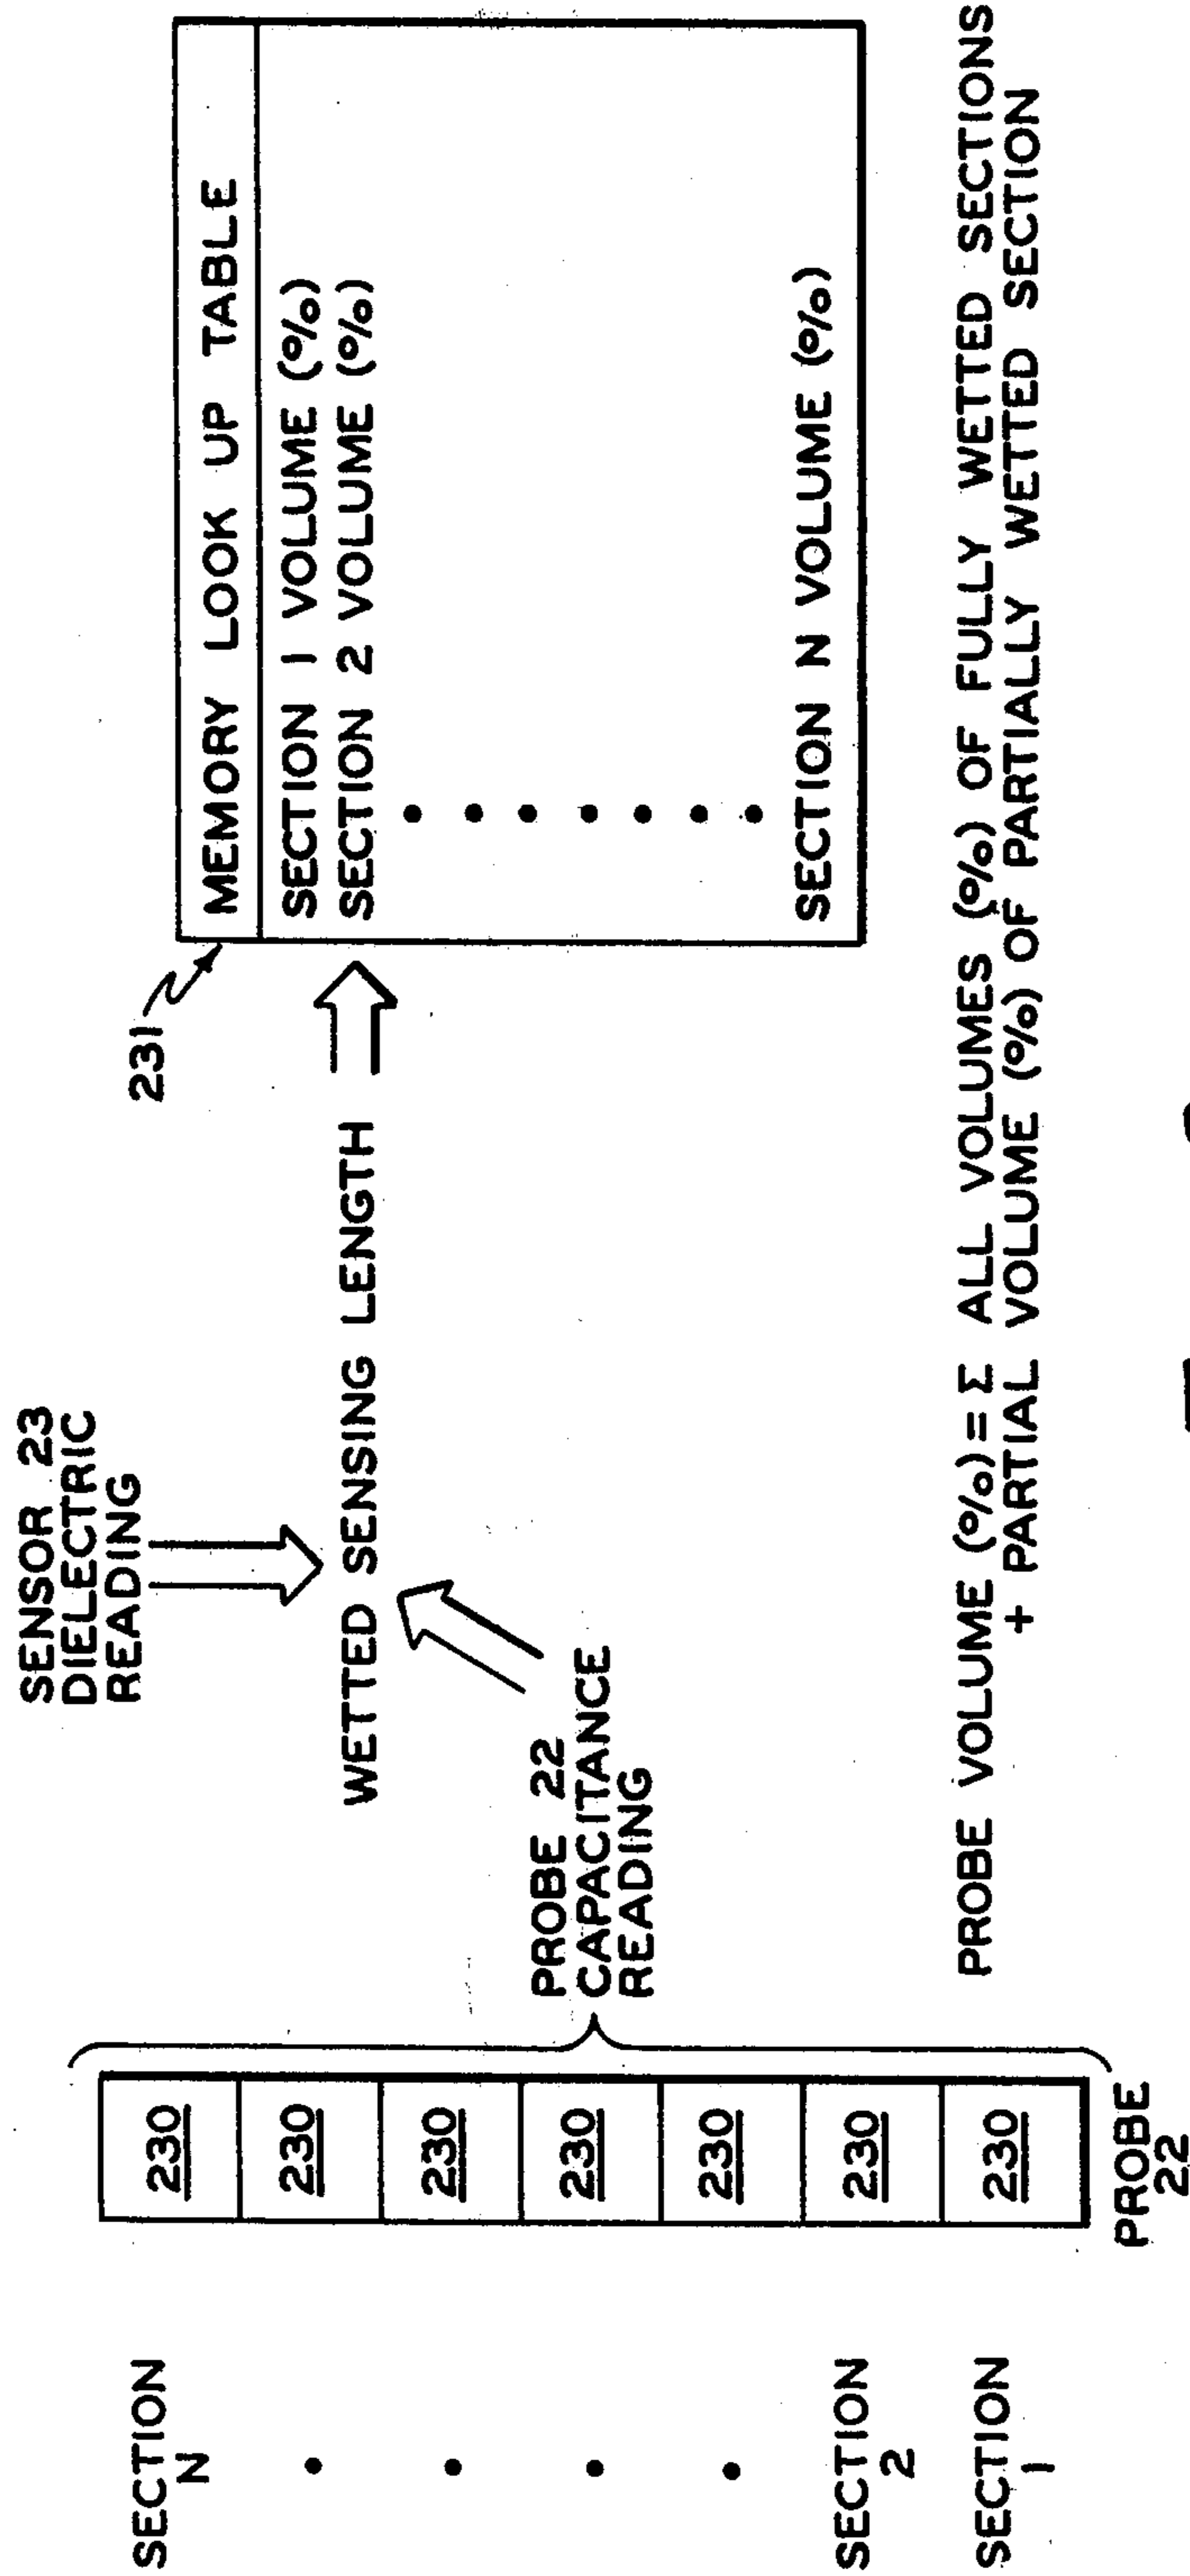 SECTION
N
SECTION
2
SECTION
1
230
230
230
230
230
230
230
PROBE
22
PROBE 22
CAPACITANCE
READING
SENSOR 23
DIELECTRIC
READING
WETTED SENSING LENGTH
231
MEMORY LOOK UP TABLE
SECTION 1 VOLUME (%)
SECTION 2 VOLUME (%)
SECTION N VOLUME (%)
PROBE VOLUME (%) = Σ ALL VOLUMES (%) OF FULLY WETTED SECTIONS
+ PARTIAL VOLUME (%) OF PARTIALLY WETTED SECTION